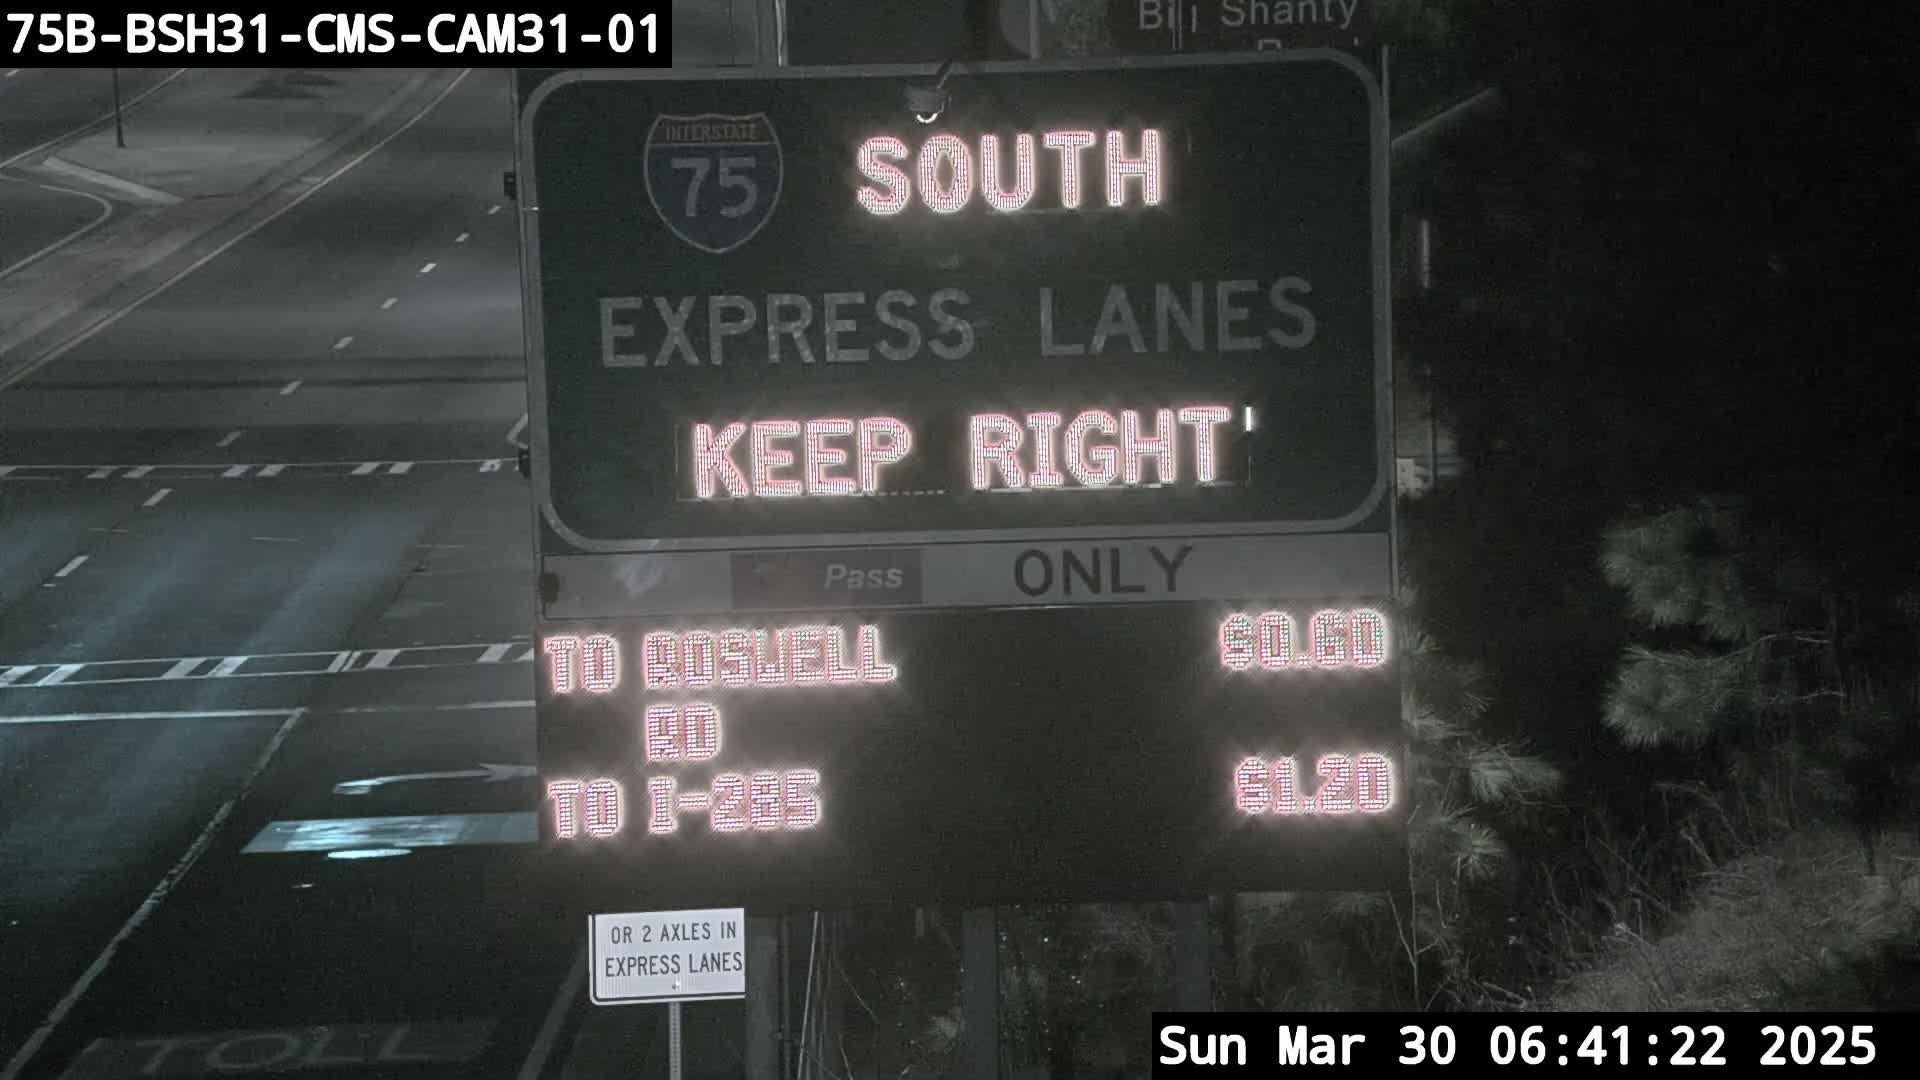 75B-BSH31-CMS-CAM31-01
Bill Shanty
INTERSTATE
75
SOUTH
EXPRESS LANES
KEEP RIGHT
Pass
ONLY
TO ROSWELL $0.60
RD
TO I-285 $1.20
OR 2 AXLES IN
EXPRESS LANES
TOLL
Sun Mar 30 06:41:22 2025